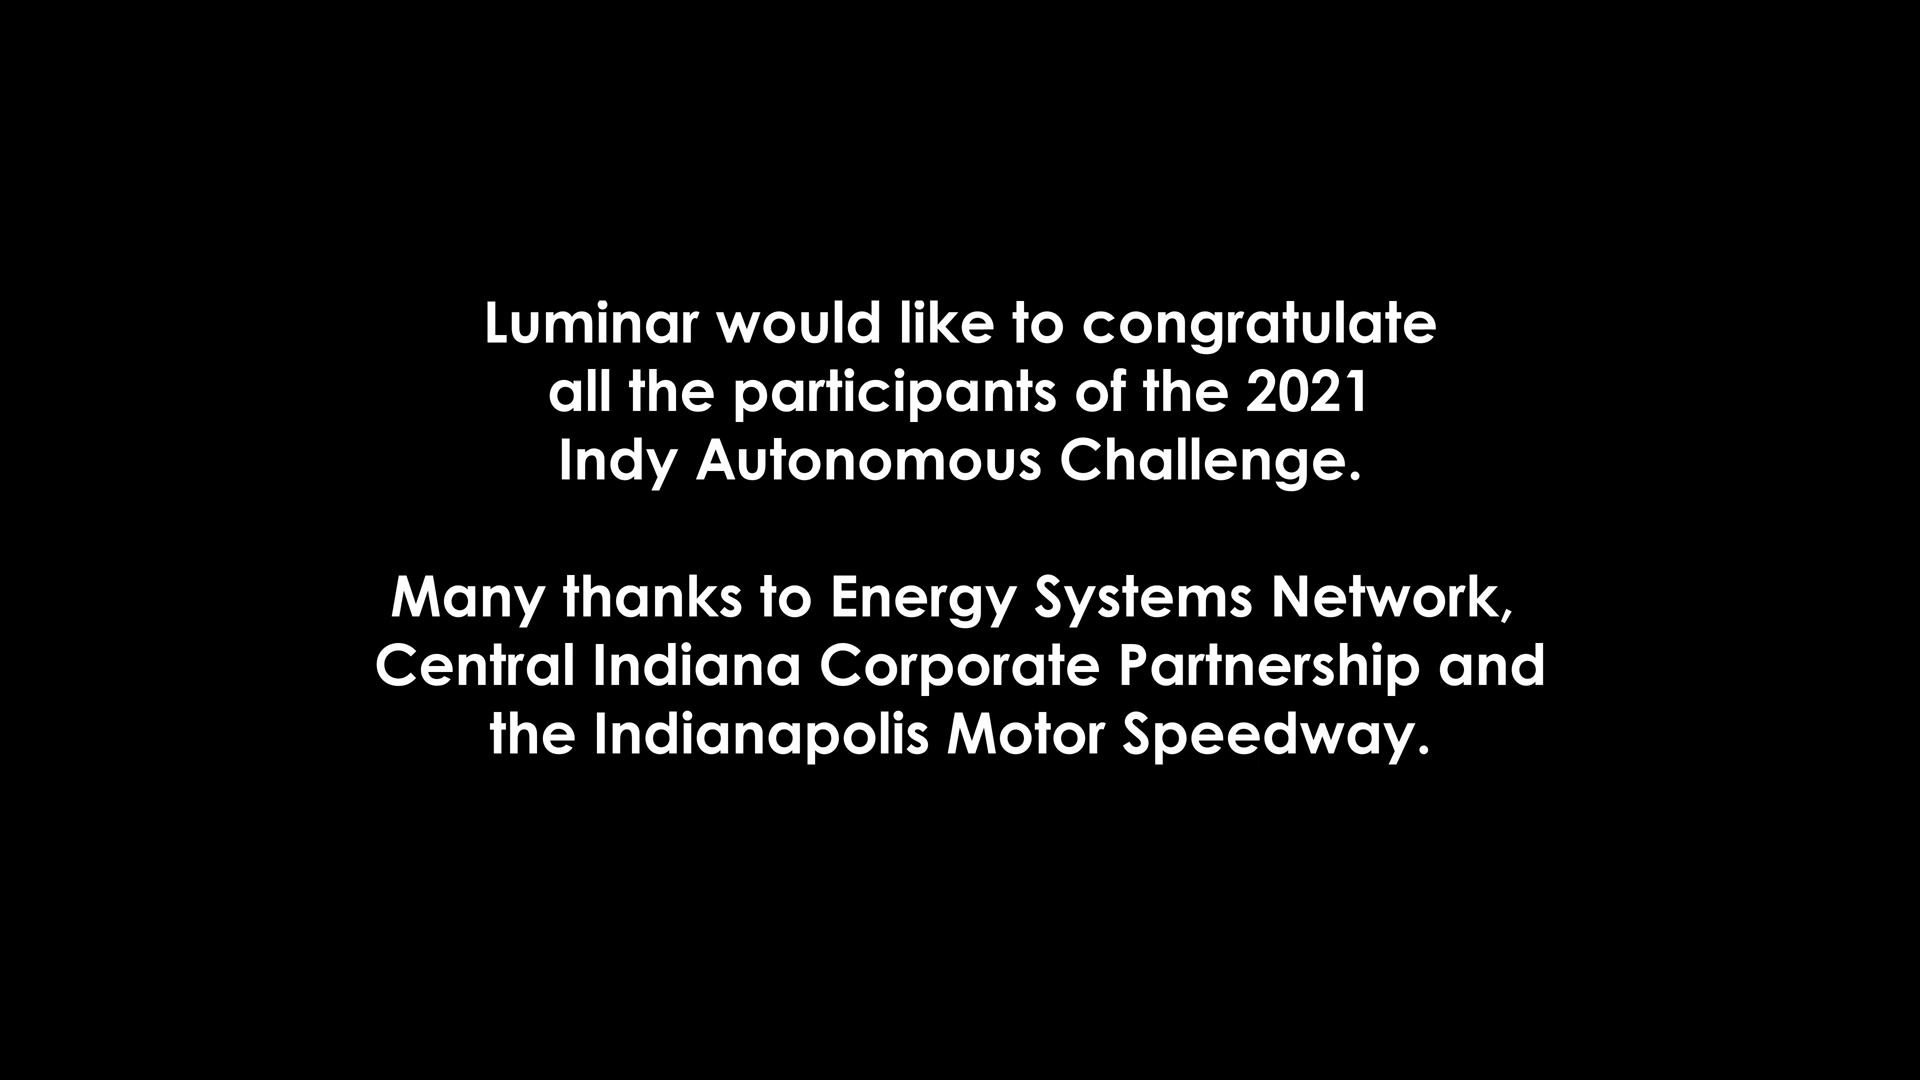 Luminar would like to congratulate
all the participants of the 2021
Indy Autonomous Challenge.
Many thanks to Energy Systems Network,
Central Indiana Corporate Partnership and
the Indianapolis Motor Speedway.